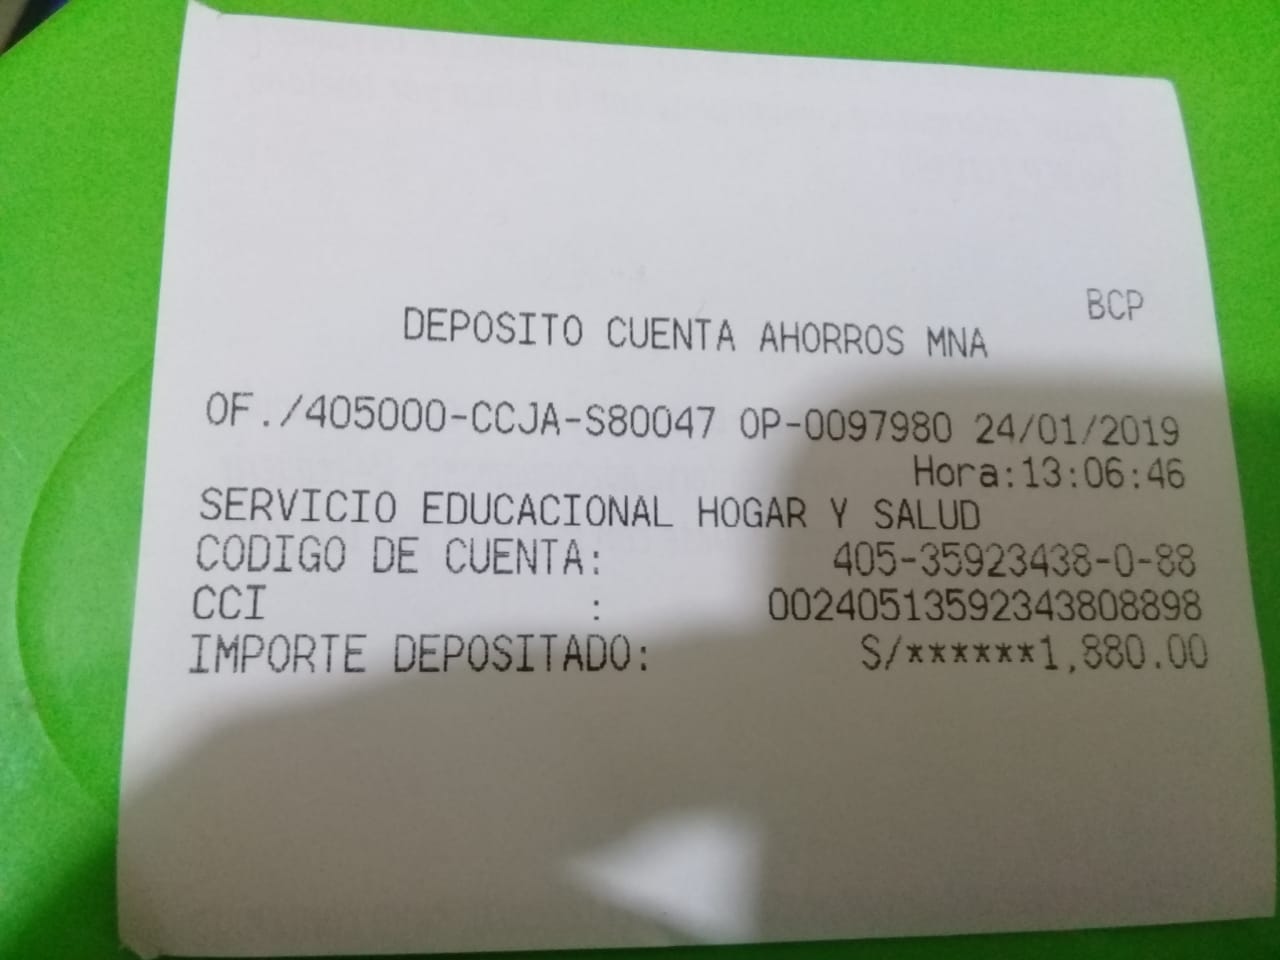 BCP
DEPOSITO CUENTA AHORROS MNA
OF./405000-CCJA-S80047 OP-0097980 24/01/2019
Hora:13:06:46
SERVICIO EDUCACIONAL HOGAR Y SALUD
CODIGO DE CUENTA: 405-35923438-0-88
CCI : 00240513592343808898
IMPORTE DEPOSITADO: S/******1,880.00